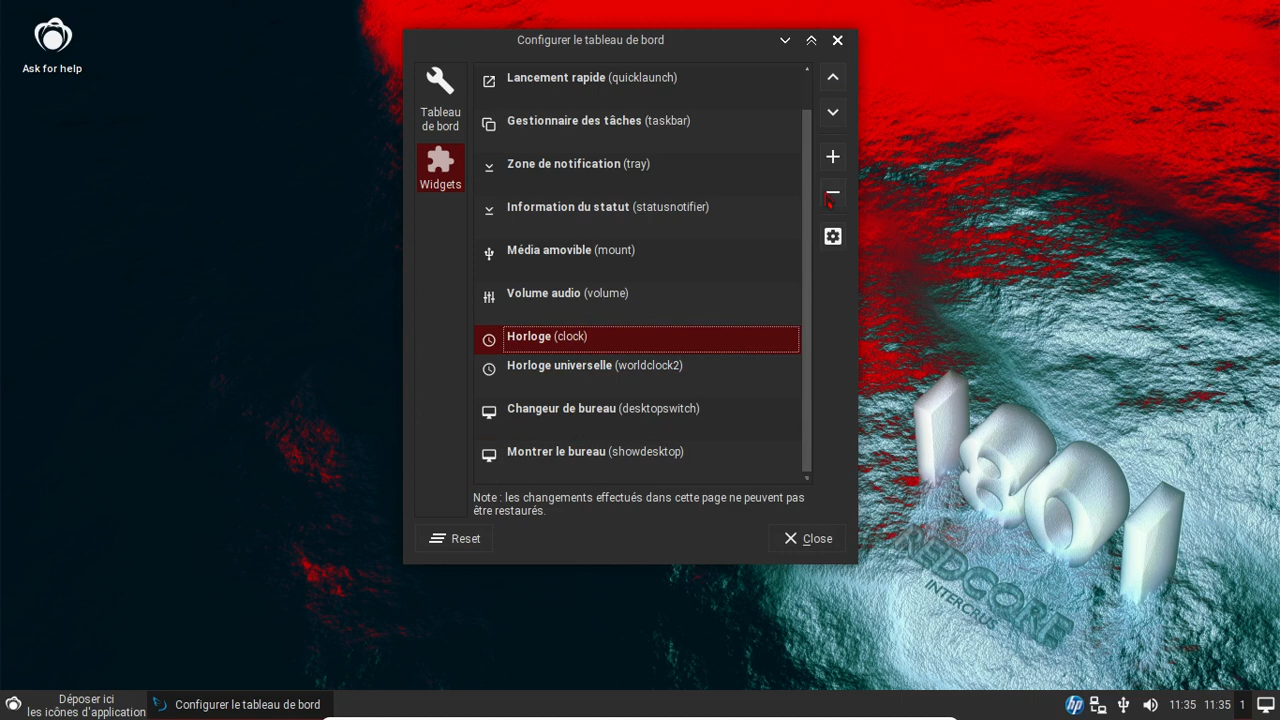 Ask for help
Configurer le tableau de bord
Tableau
de bord
Widgets
Lancement rapide (quicklaunch)
Gestionnaire des tâches (taskbar)
Zone de notification (tray)
Information du statut (statusnotifier)
Média amovible (mount)
Volume audio (volume)
Horloge (clock)
Horloge universelle (worldclock2)
Changeur de bureau (desktopswitch)
Montrer le bureau (showdesktop)
Note : les changements effectués dans cette page ne peuvent pas
être restaurés.
Reset
Close
REDCORE
Déposer ici
les icônes d'application
Configurer le tableau de bord
hp
11:35
11:35
1